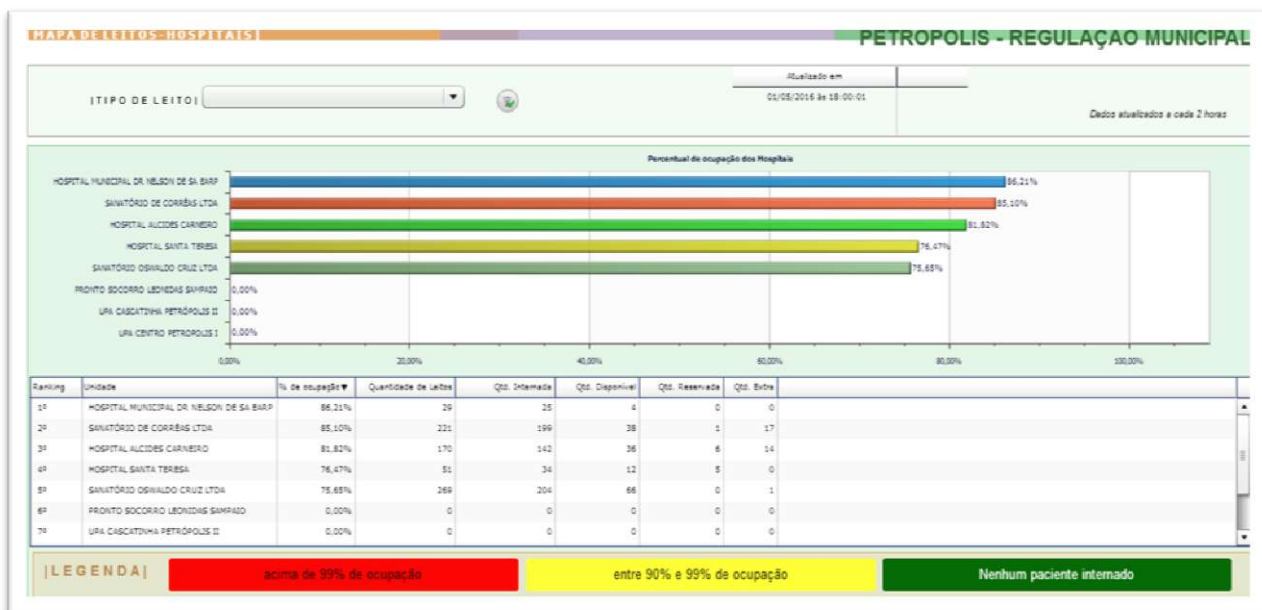 MAPA DE LEITOS-HOSPITAIS|
PETROPOLIS - REGULAÇAO MUNICIPAL
|TIPO DE LEITO|
Atualizado em
01/05/2016 às 18:00:01
Dados atualizados a cada 2 horas
Percentual de ocupação dos Hospitais
HOSPITAL MUNICIPAL DR NELSON DE SA EARP 86,21%
SANATÓRIO DE CORRÊAS LTDA 85,10%
HOSPITAL ALCIDES CARNEIRO 81,82%
HOSPITAL SANTA TERESA 76,47%
SANATÓRIO OSWALDO CRUZ LTDA 75,65%
PRONTO SOCORRO LEONIDAS SAMPAIO 0,00%
UPA CASCATINHA PETRÓPOLIS II 0,00%
UPA CENTRO PETROPOLIS I 0,00%
0,00% 20,00% 40,00% 60,00% 80,00% 100,00%
Ranking Unidade % de ocupação▼ Quantidade de Leitos Qtd. Internada Qtd. Disponível Qtd. Reservada Qtd. Extra
1º HOSPITAL MUNICIPAL DR NELSON DE SA EARP 86,21% 29 25 4 0 0
2º SANATÓRIO DE CORRÊAS LTDA 85,10% 221 199 38 1 17
3º HOSPITAL ALCIDES CARNEIRO 81,82% 170 142 36 6 14
4º HOSPITAL SANTA TERESA 76,47% 51 34 12 5 0
5º SANATÓRIO OSWALDO CRUZ LTDA 75,65% 269 204 66 0 1
6º PRONTO SOCORRO LEONIDAS SAMPAIO 0,00% 0 0 0 0 0
7º UPA CASCATINHA PETRÓPOLIS II 0,00% 0 0 0 0 0
|LEGENDA| acima de 99% de ocupação entre 90% e 99% de ocupação Nenhum paciente internado